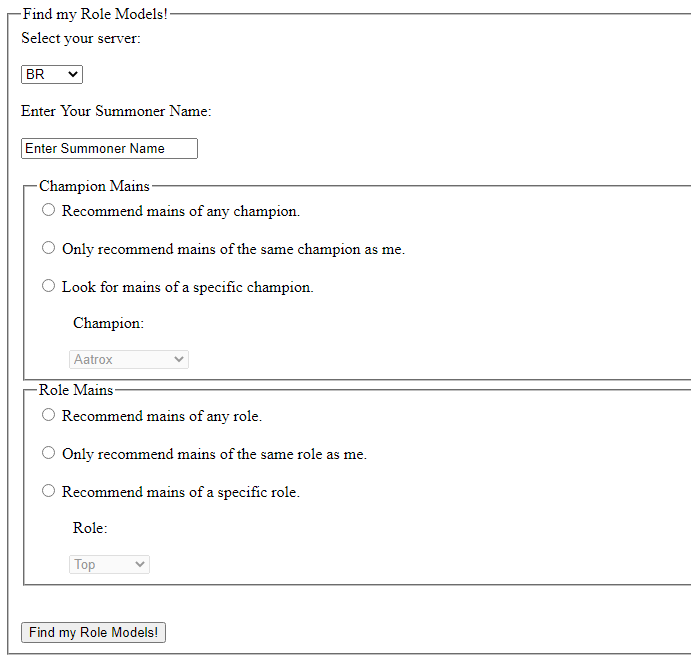 Find my Role Models!
Select your server:
BR
Enter Your Summoner Name:
Enter Summoner Name
Champion Mains
Recommend mains of any champion.
Only recommend mains of the same champion as me.
Look for mains of a specific champion.
Champion:
Aatrox
Role Mains
Recommend mains of any role.
Only recommend mains of the same role as me.
Recommend mains of a specific role.
Role:
Top
Find my Role Models!